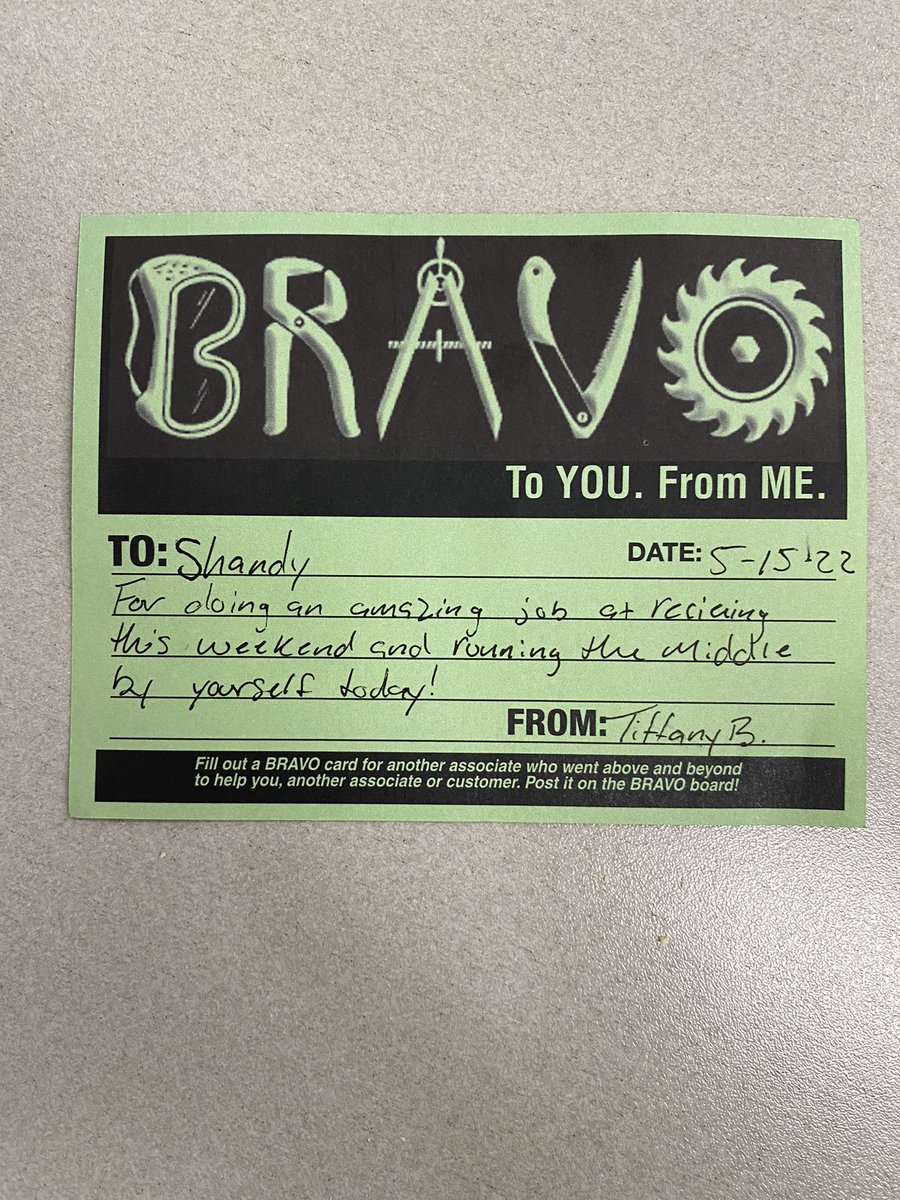 BRAVO
To YOU. From ME.
TO: Shandy DATE: 5-15-'22
For doing an amazing job at recieing
this weekend and running the middle
by yourself today!
FROM: Tiffany B.
Fill out a BRAVO card for another associate who went above and beyond
to help you, another associate or customer. Post it on the BRAVO board!